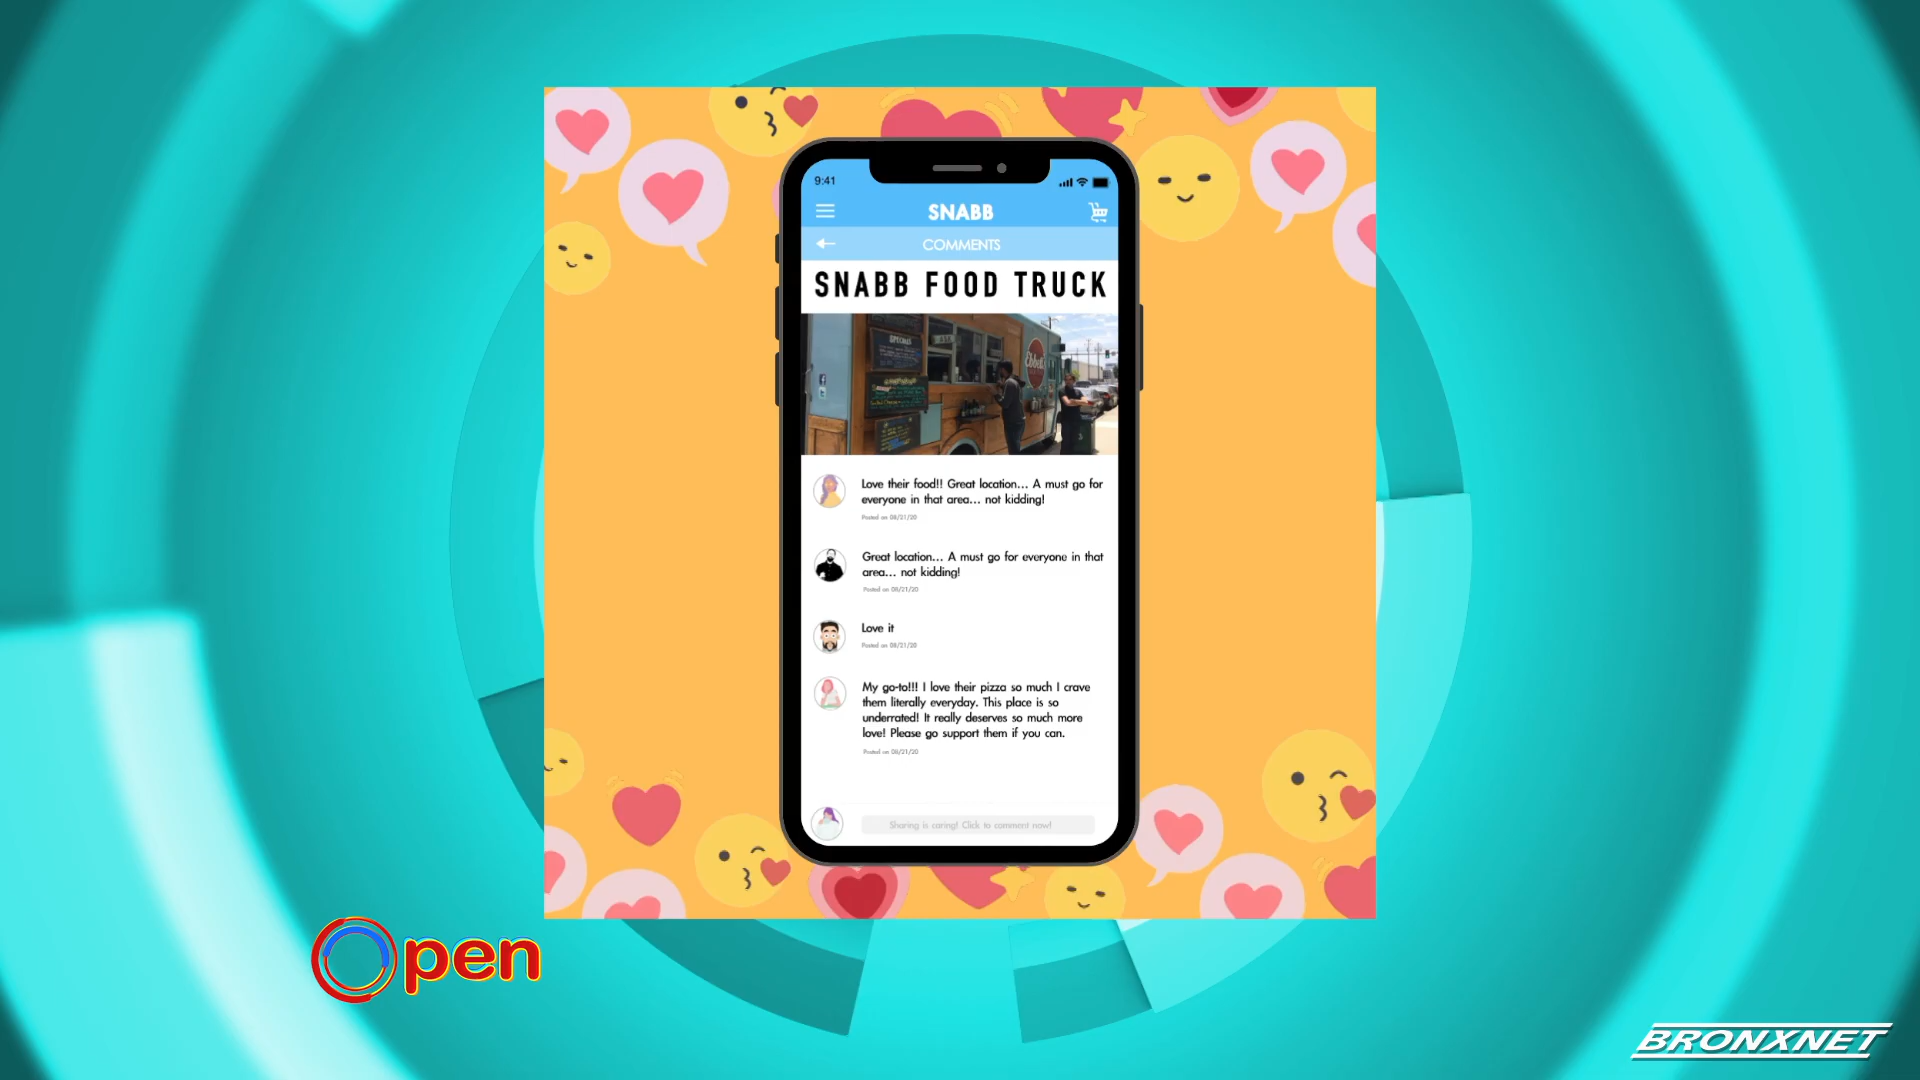 9:41
SNABB
COMMENTS
SNABB FOOD TRUCK
SPECIALS
Love their food!! Great location... A must go for
everyone in that area... not kidding!
Posted on 08/21/20
Great location... A must go for everyone in that
area... not kidding!
Posted on 08/21/20
Love it
Posted on 08/21/20
My go-to!!! I love their pizza so much I crave
them literally everyday. This place is so
underrated! It really deserves so much more
love! Please go support them if you can.
Posted on 08/21/20
Sharing is caring! Click to comment now!
Open
BRONXNET